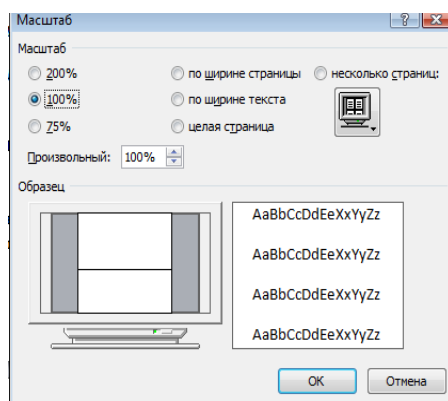 Масштаб
Масштаб
200% по ширине страницы несколько страниц:
100% по ширине текста
75% целая страница
Произвольный: 100%
Образец
AaBbCcDdEeXxYyZz
AaBbCcDdEeXxYyZz
AaBbCcDdEeXxYyZz
AaBbCcDdEeXxYyZz
ОК Отмена